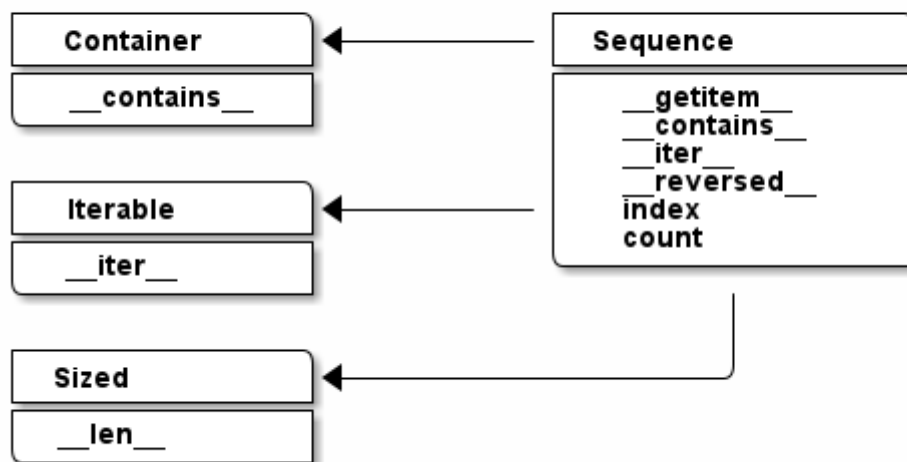 Container
__contains__
Iterable
__iter__
Sized
__len__
Sequence
__getitem__
__contains__
__iter__
__reversed__
index
count